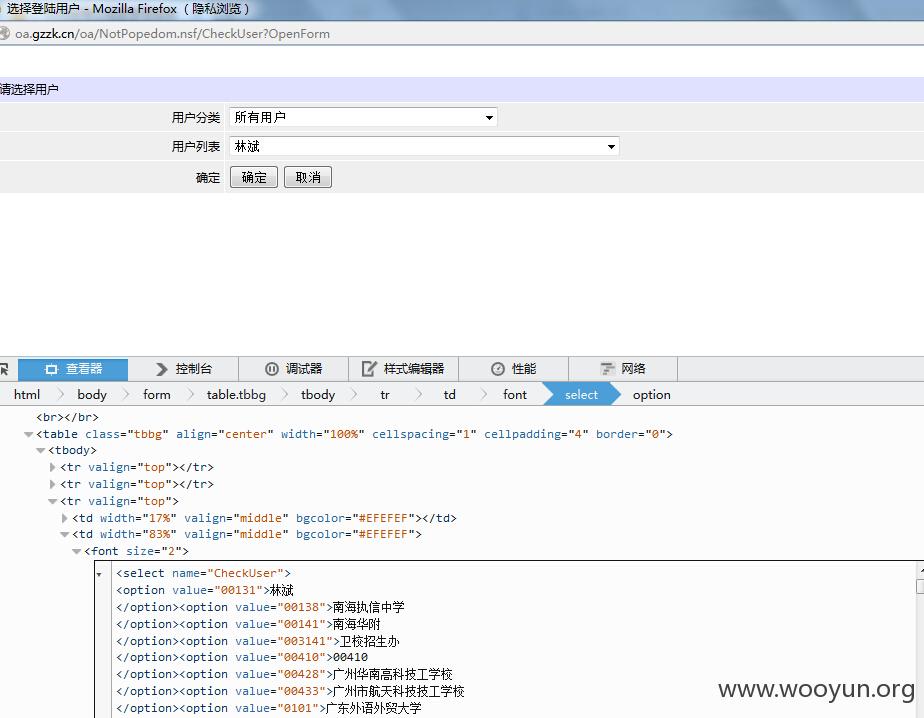 选择登陆用户 - Mozilla Firefox （隐私浏览）
oa.gzzk.cn/oa/NotPopedom.nsf/CheckUser?OpenForm
请选择用户
用户分类 所有用户
用户列表 林斌
确定 确定 取消
查看器 控制台 调试器 样式编辑器 性能 网络
html body form table.tbbg tbody tr td font select option
<br></br>
<table class="tbbg" align="center" width="100%" cellspacing="1" cellpadding="4" border="0">
<tbody>
<tr valign="top"></tr>
<tr valign="top"></tr>
<tr valign="top">
<td width="17%" valign="middle" bgcolor="#EFEFEF"></td>
<td width="83%" valign="middle" bgcolor="#EFEFEF">
<font size="2">
<select name="CheckUser">
<option value="00131">林斌
</option><option value="00138">南海执信中学
</option><option value="00141">南海华附
</option><option value="003141">卫校招生办
</option><option value="00410">00410
</option><option value="00428">广州华南高科技工学校
</option><option value="00433">广州市航天科技技工学校
</option><option value="0101">广东外语外贸大学
www.wooyun.org